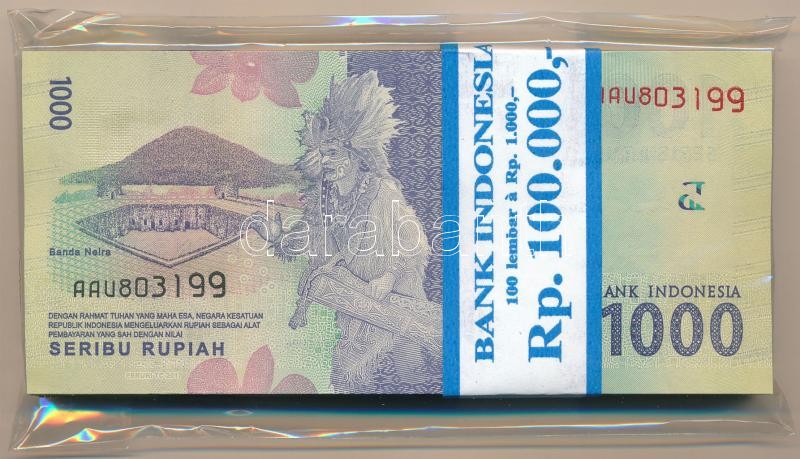 1000
Banda Neira
AAU803199
DENGAN RAHMAT TUHAN YANG MAHA ESA, NEGARA KESATUAN
REPUBLIK INDONESIA MENGELUARKAN RUPIAH SEBAGAI ALAT
PEMBAYARAN YANG SAH DENGAN NILAI
SERIBU RUPIAH
BANK INDONESIA
100 lembar à Rp. 1.000,-
Rp. 100.000,-
AU803199
ANK INDONESIA
1000